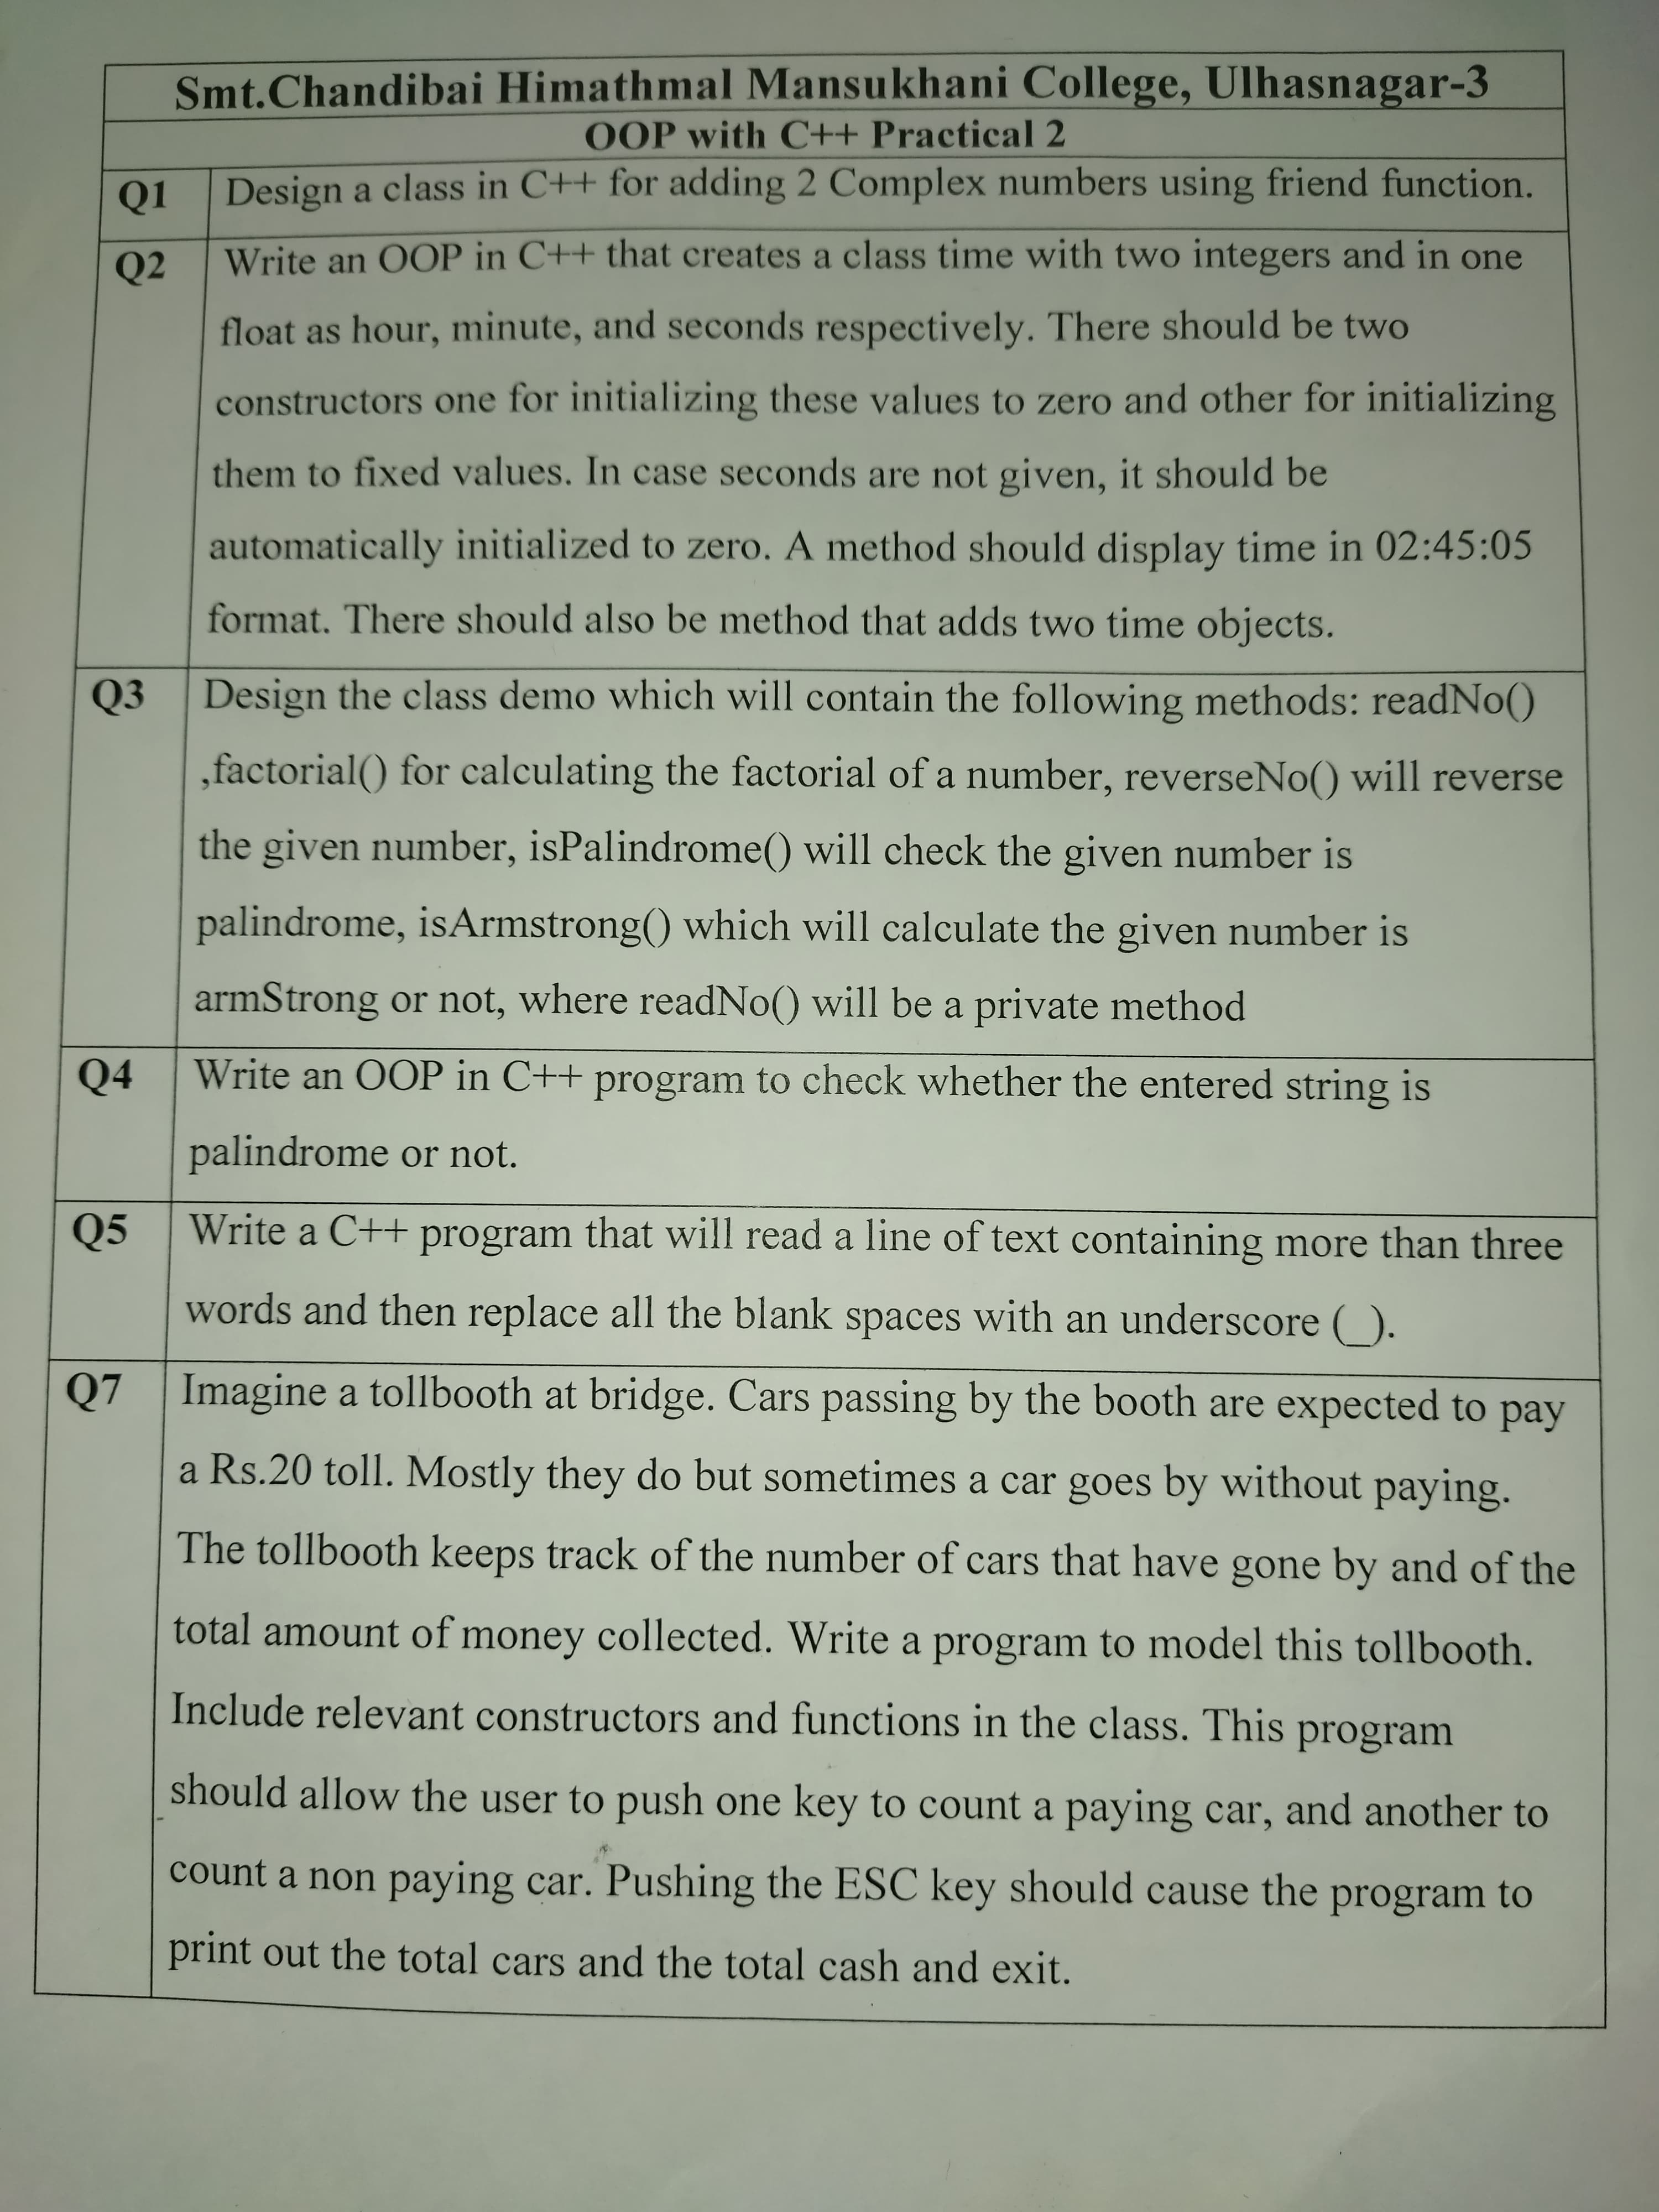 Smt.Chandibai Himathmal Mansukhani College, Ulhasnagar-3
OOP with C++ Practical 2
Q1 Design a class in C++ for adding 2 Complex numbers using friend function.
Q2 Write an OOP in C++ that creates a class time with two integers and in one
float as hour, minute, and seconds respectively. There should be two
constructors one for initializing these values to zero and other for initializing
them to fixed values. In case seconds are not given, it should be
automatically initialized to zero. A method should display time in 02:45:05
format. There should also be method that adds two time objects.
Q3 Design the class demo which will contain the following methods: readNo()
,factorial() for calculating the factorial of a number, reverseNo() will reverse
the given number, isPalindrome() will check the given number is
palindrome, isArmstrong() which will calculate the given number is
armStrong or not, where readNo() will be a private method
Q4 Write an OOP in C++ program to check whether the entered string is
palindrome or not.
Q5 Write a C++ program that will read a line of text containing more than three
words and then replace all the blank spaces with an underscore (_).
Q7 Imagine a tollbooth at bridge. Cars passing by the booth are expected to pay
a Rs.20 toll. Mostly they do but sometimes a car goes by without paying.
The tollbooth keeps track of the number of cars that have gone by and of the
total amount of money collected. Write a program to model this tollbooth.
Include relevant constructors and functions in the class. This program
should allow the user to push one key to count a paying car, and another to
count a non paying car. Pushing the ESC key should cause the program to
print out the total cars and the total cash and exit.